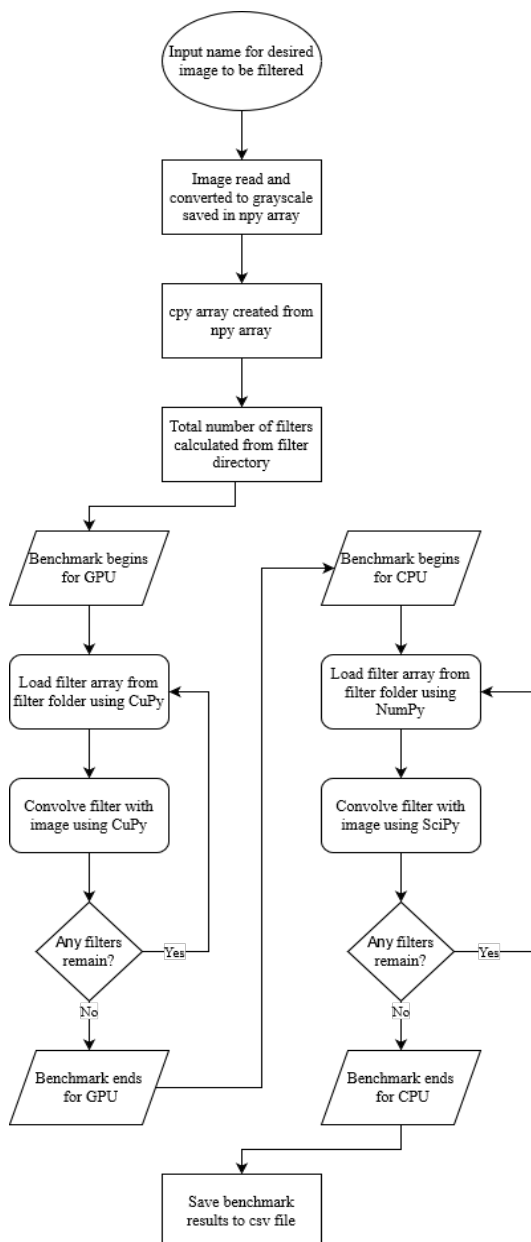 Input name for desired
image to be filtered
Image read and
converted to grayscale
saved in npy array
cpy array created from
npy array
Total number of filters
calculated from filter
directory
Benchmark begins
for GPU
Load filter array from
filter folder using CuPy
Convolve filter with
image using CuPy
Any filters
remain?
Yes
No
Benchmark ends
for GPU
Benchmark begins
for CPU
Load filter array from
filter folder using
NumPy
Convolve filter with
image using SciPy
Any filters
remain?
Yes
No
Benchmark ends
for CPU
Save benchmark
results to csv file